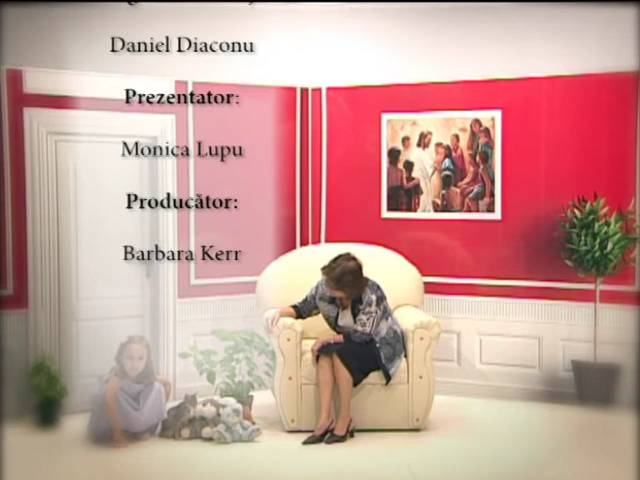 Daniel Diaconu
Prezentator:
Monica Lupu
Producător:
Barbara Kerr